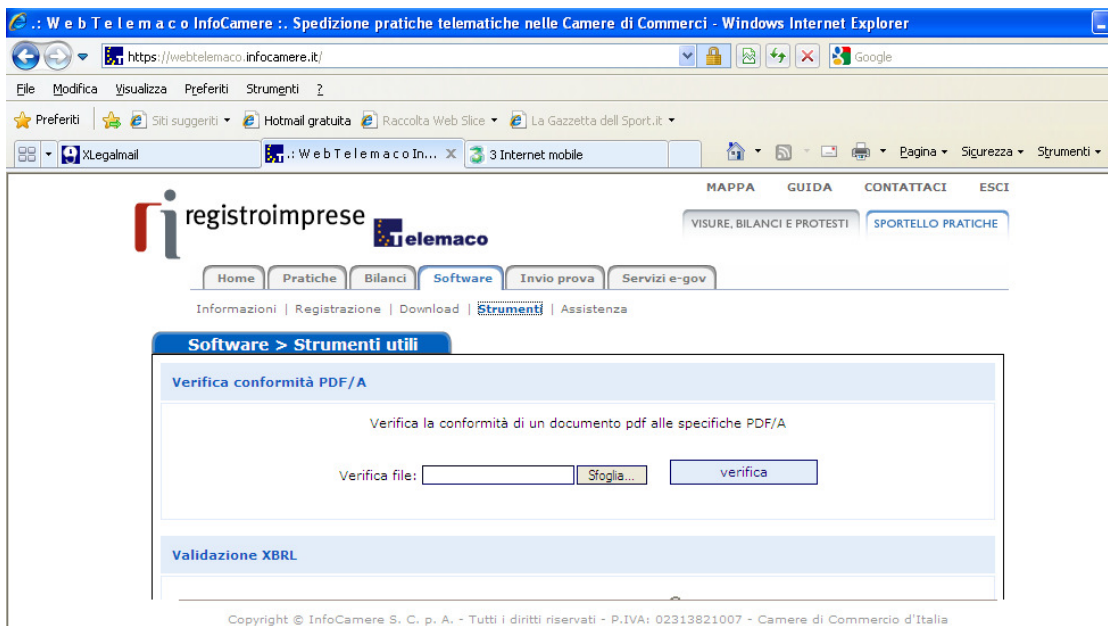 .: W e b T e l e m a c o InfoCamere :. Spedizione pratiche telematiche nelle Camere di Commerci - Windows Internet Explorer
https://webtelemaco.infocamere.it/ Google
File Modifica Visualizza Preferiti Strumenti ?
Preferiti Siti suggeriti Hotmail gratuita Raccolta Web Slice La Gazzetta dell Sport.it
XLegalmail .: W e b T e l e m a c o In... X 3 Internet mobile Pagina Sicurezza Strumenti
MAPPA GUIDA CONTATTACI ESCI
registroimprese Telemaco VISURE, BILANCI E PROTESTI SPORTELLO PRATICHE
Home Pratiche Bilanci Software Invio prova Servizi e-gov
Informazioni | Registrazione | Download | Strumenti | Assistenza
Software > Strumenti utili
Verifica conformità PDF/A
Verifica la conformità di un documento pdf alle specifiche PDF/A
Verifica file: Sfoglia... verifica
Validazione XBRL
Copyright © InfoCamere S. C. p. A. - Tutti i diritti riservati - P.IVA: 02313821007 - Camere di Commercio d'Italia